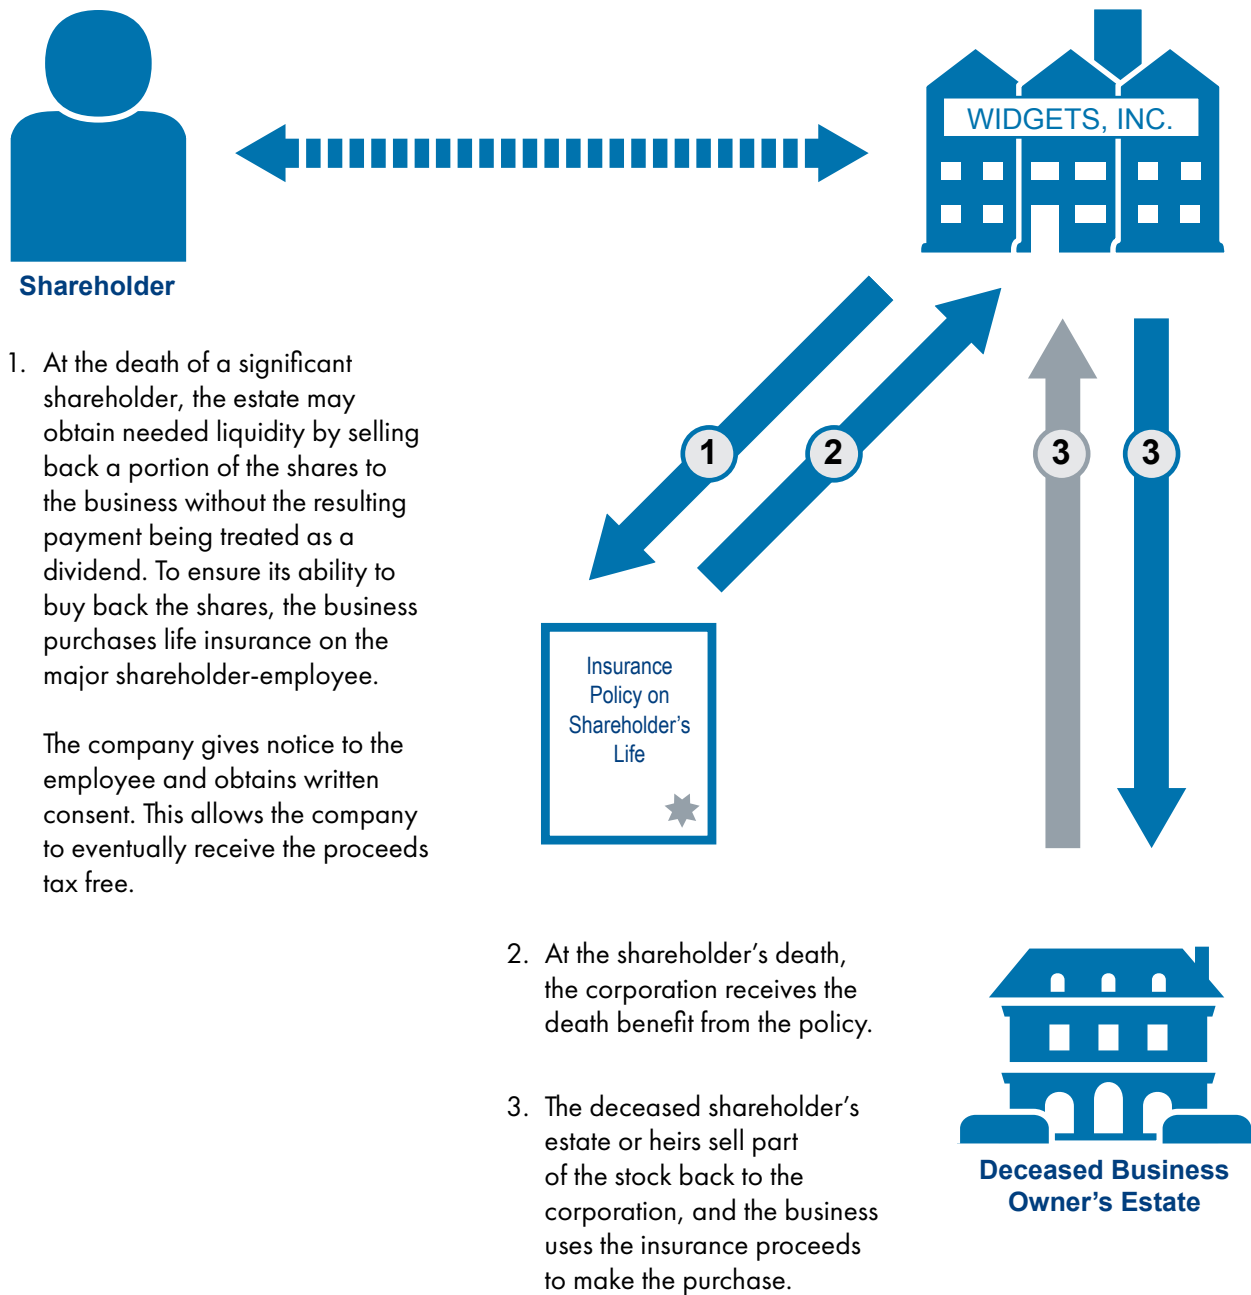 WIDGETS, INC.
Shareholder
1. At the death of a significant
shareholder, the estate may
obtain needed liquidity by selling
back a portion of the shares to
the business without the resulting
payment being treated as a
dividend. To ensure its ability to
buy back the shares, the business
purchases life insurance on the
major shareholder-employee.
The company gives notice to the
employee and obtains written
consent. This allows the company
to eventually receive the proceeds
tax free.
1
2
3
3
Insurance
Policy on
Shareholder’s
Life
2. At the shareholder’s death,
the corporation receives the
death benefit from the policy.
3. The deceased shareholder’s
estate or heirs sell part
of the stock back to the
corporation, and the business
uses the insurance proceeds
to make the purchase.
Deceased Business
Owner’s Estate